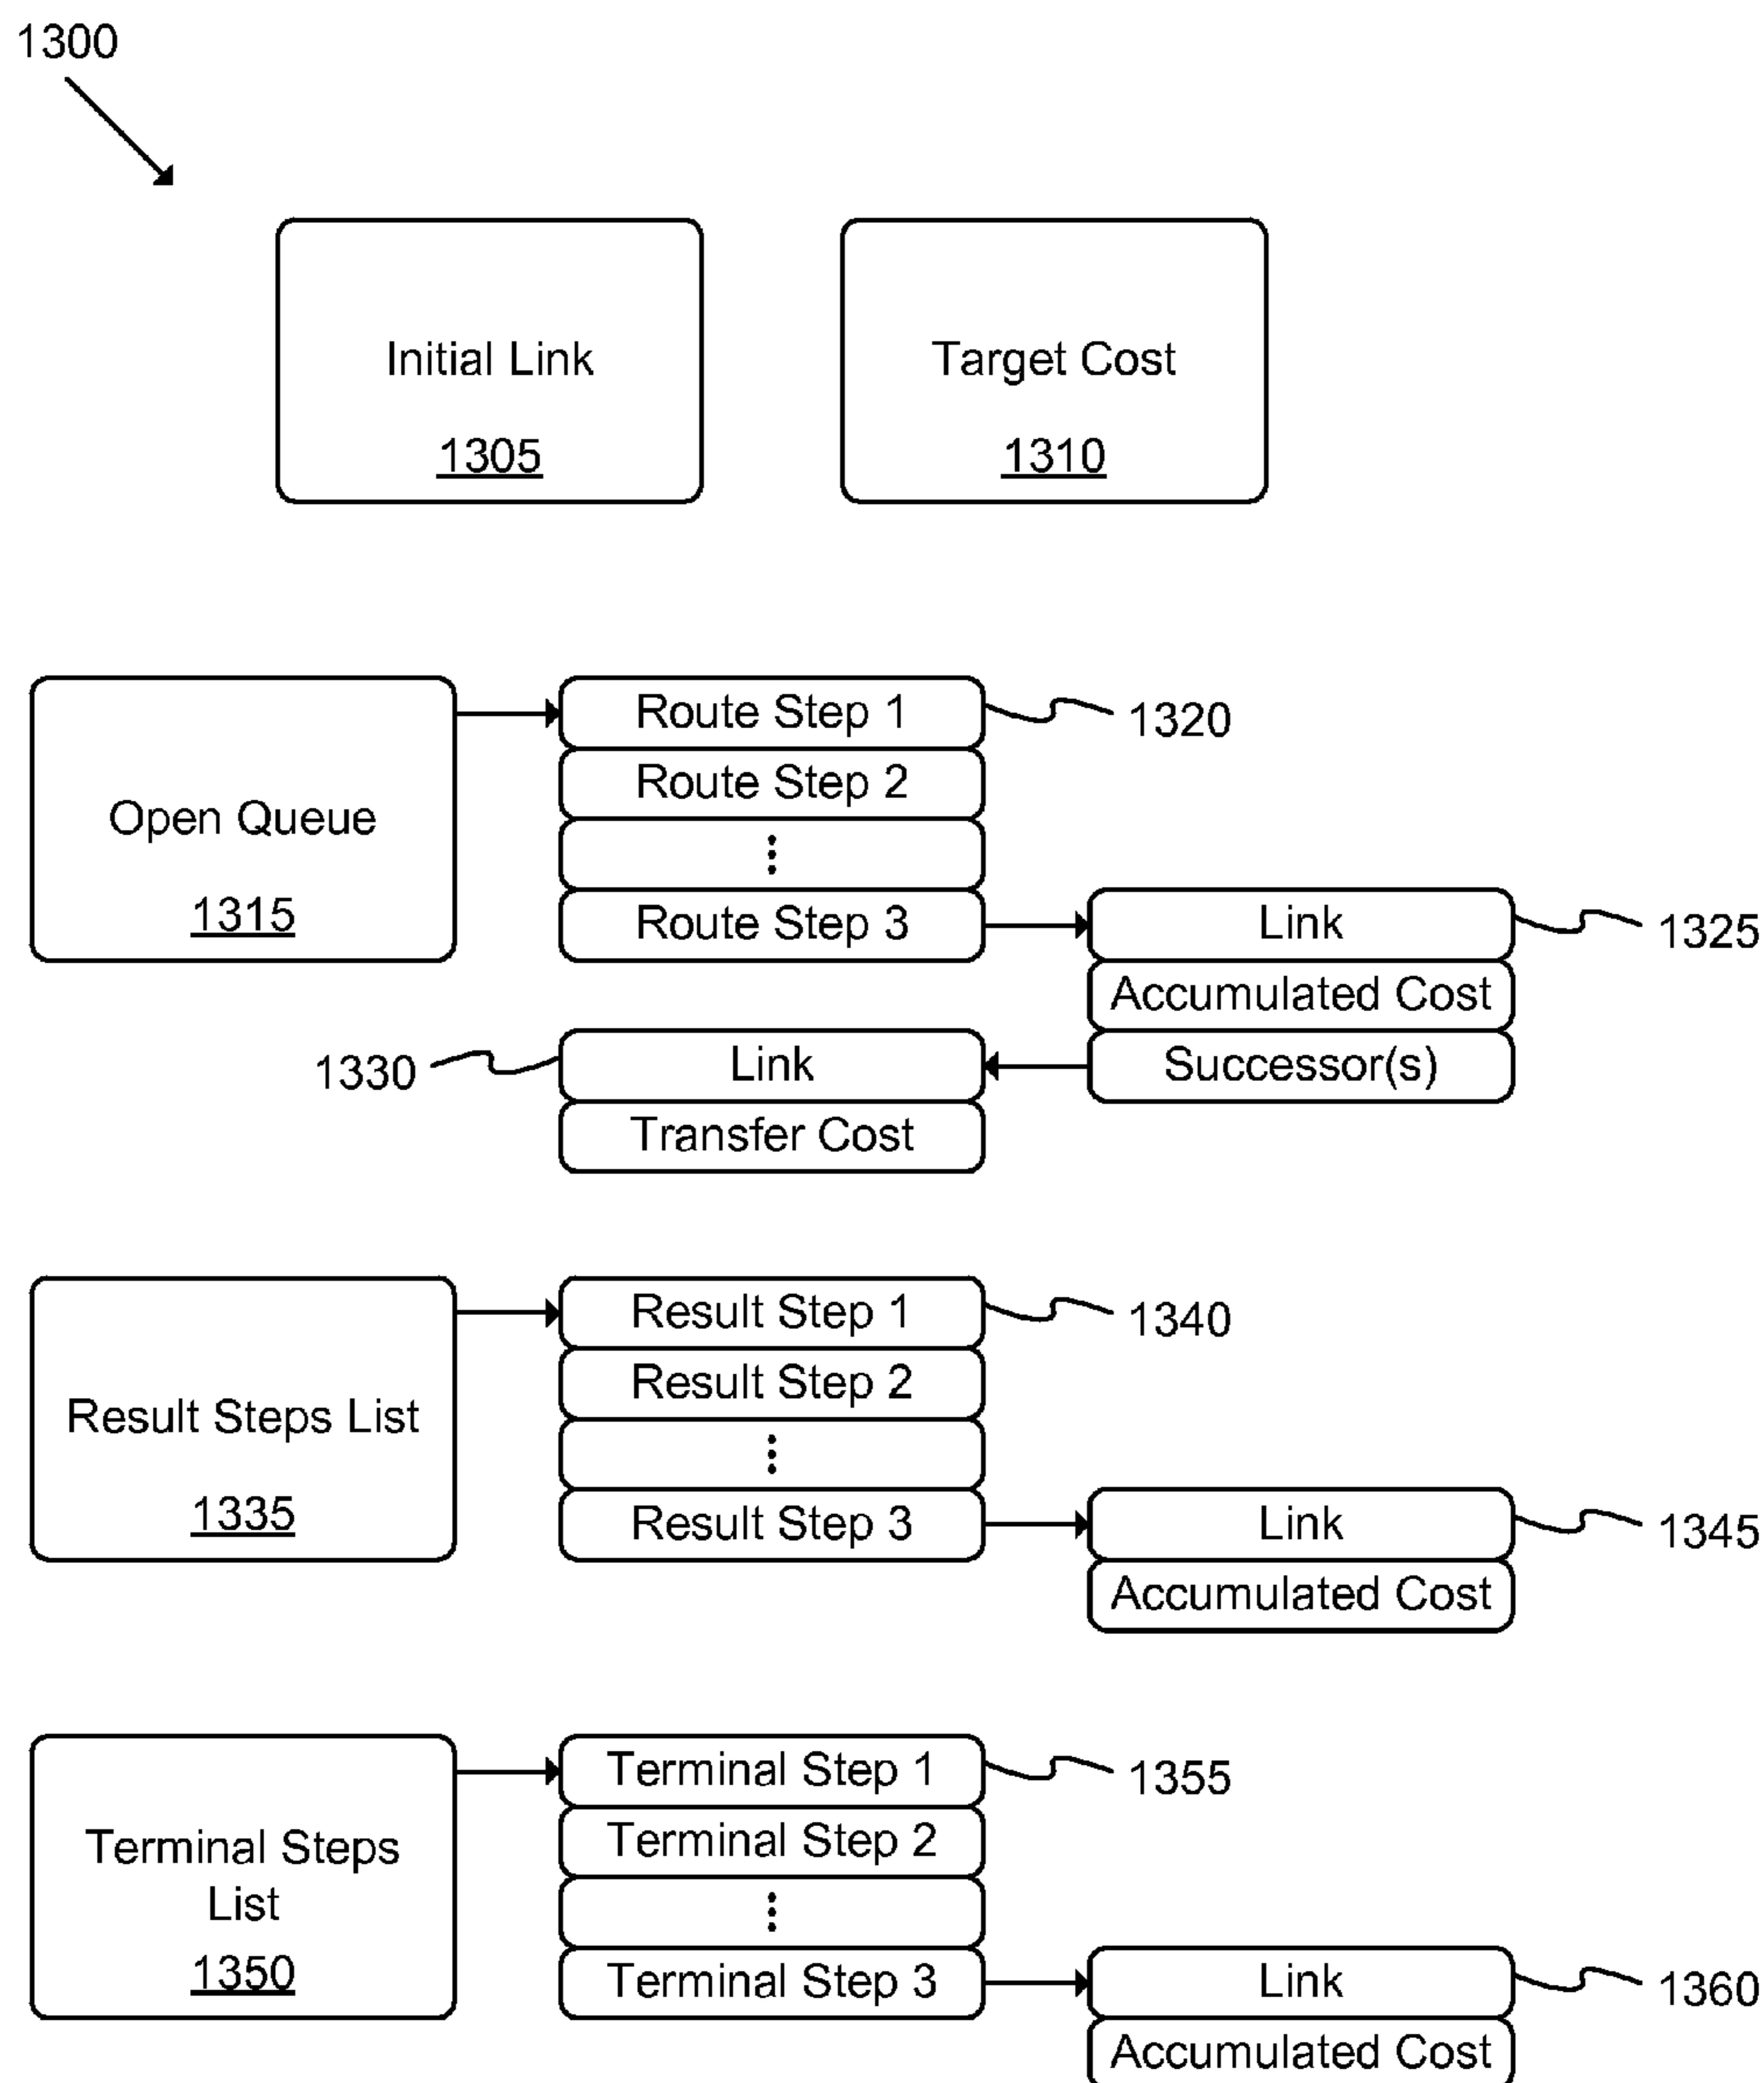 1300
Initial Link
1305
Target Cost
1310
Open Queue
1315
Route Step 1
1320
Route Step 2
⋮
Route Step 3
Link
1325
Accumulated Cost
Successor(s)
1330
Link
Transfer Cost
Result Steps List
1335
Result Step 1
1340
Result Step 2
⋮
Result Step 3
Link
1345
Accumulated Cost
Terminal Steps
List
1350
Terminal Step 1
1355
Terminal Step 2
⋮
Terminal Step 3
Link
1360
Accumulated Cost